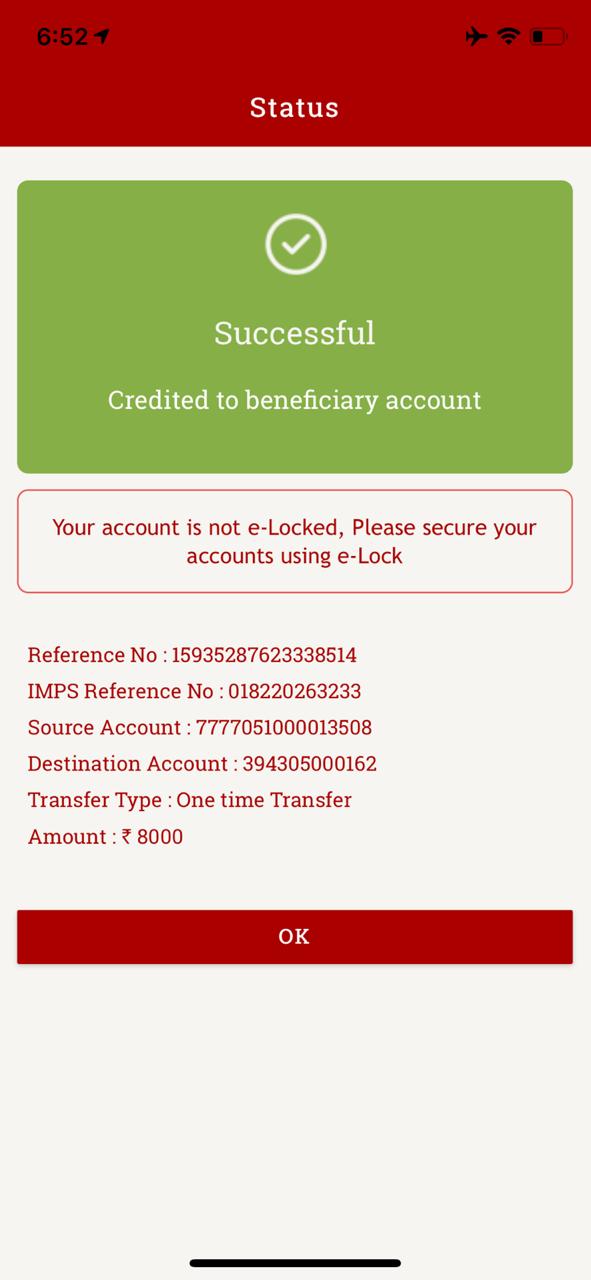 6:52
Status
Successful
Credited to beneficiary account
Your account is not e-Locked, Please secure your
accounts using e-Lock
Reference No : 15935287623338514
IMPS Reference No : 018220263233
Source Account : 7777051000013508
Destination Account : 394305000162
Transfer Type : One time Transfer
Amount : ₹ 8000
OK